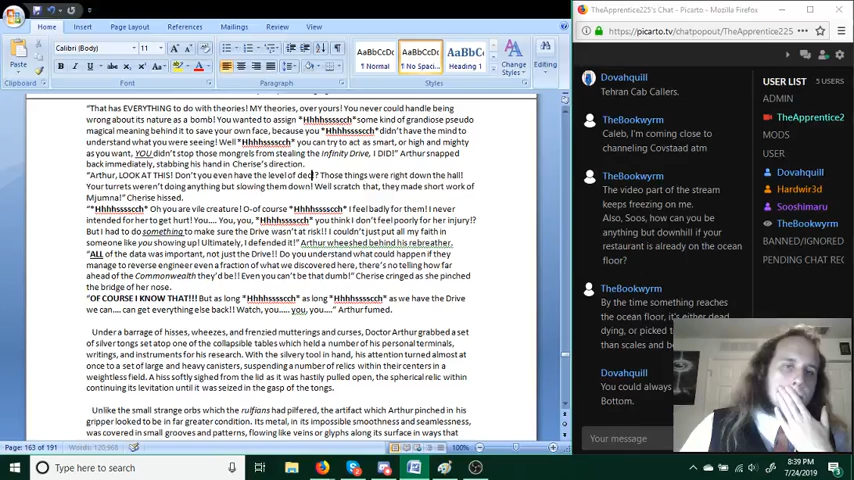 TheApprentice225's Chat - Picarto - Mozilla Firefox
Home
Insert
Page Layout
References
Mailings
Review
View
https://picarto.tv/chatpopout/TheApprentice225
Paste
Calibri (Body)
11
Clipboard
Font
Paragraph
Styles
AaBbCcDc
AaBbCcDc
AaBbCc
¶ Normal
¶ No Spaci...
Heading 1
Change
Styles
Editing
“That has EVERYTHING to do with theories! MY theories, over yours! You never could handle being
wrong about its nature as a bomb! You wanted to assign *Hhhhsssscch*some kind of grandiose pseudo
magical meaning behind it to save your own face, because you *Hhhhsssscch*didn’t have the mind to
understand what you were seeing! Well *Hhhhsssscch* you can try to act as smart, or high and mighty
as you want, YOU didn’t stop those mongrels from stealing the Infinity Drive, I DID!” Arthur snapped
back immediately, stabbing his hand in Cherise’s direction.
“Arthur, LOOK AT THIS! Don’t you even have the level of dec? Those things were right down the hall!
Your turrets weren’t doing anything but slowing them down! Well scratch that, they made short work of
Mjumna!” Cherise hissed.
“*Hhhhsssscch* Oh you are vile creature! O-of course *Hhhhsssscch* I feel badly for them! I never
intended for her to get hurt! You…. You, you, *Hhhhsssscch* you think I don’t feel poorly for her injury!?
But I had to do something to make sure the Drive wasn’t at risk!! I couldn’t just put all my faith in
someone like you showing up! Ultimately, I defended it!” Arthur wheeshed behind his rebreather.
“ALL of the data was important, not just the Drive!! Do you understand what could happen if they
manage to reverse engineer even a fraction of what we discovered here, there’s no telling how far
ahead of the Commonwealth they’d be!! Even you can’t be that dumb!” Cherise cringed as she pinched
the bridge of her nose.
“OF COURSE I KNOW THAT!!! But as long *Hhhhsssscch* as long *Hhhhsssscch* as we have the Drive
we can…. can get everything else back!! Watch, you….. you, you….” Arthur fumed.
Under a barrage of hisses, wheezes, and frenzied mutterings and curses, Doctor Arthur grabbed a set
of silver tongs set atop one of the collapsible tables which held a number of his personal terminals,
writings, and instruments for his research. With the silvery tool in hand, his attention turned almost at
once to a set of large and heavy canisters, suspending a number of relics within their centers in a
weightless field. A hiss softly sighed from the lid as it was hastily pulled open, the spherical relic within
continuing its levitation until it was seized in the gasp of the tongs.
Unlike the small strange orbs which the rulfians had pilfered, the artifact which Arthur pinched in his
gripper looked to be in far greater condition. Its metal, in its impossible smoothness and seamlessness,
was covered in small grooves and patterns, flowing like veins or glyphs along its surface in ways that
Page: 163 of 191
Words: 120,968
100%
Dovahquill
Tehran Cab Callers.
TheBookwyrm
Caleb, I'm coming close to
channeling Covstaad atm
TheBookwyrm
The video part of the stream
keeps freezing on me.
Also, Soos, how can you be
anything but downhill if your
restaurant is already on the
ocean floor?
TheBookwyrm
By the time something reaches
the ocean floor, it's either dead,
dying, or picked
than scales and b
Dovahquill
You could always
Bottom.
Your message
USER LIST
5 USERS
ADMIN
TheApprentice2
MODS
Dovahquill
Hardwir3d
Sooshimaru
TheBookwyrm
BANNED/IGNORED
PENDING CHAT REQ
Type here to search
8:39 PM
7/24/2019